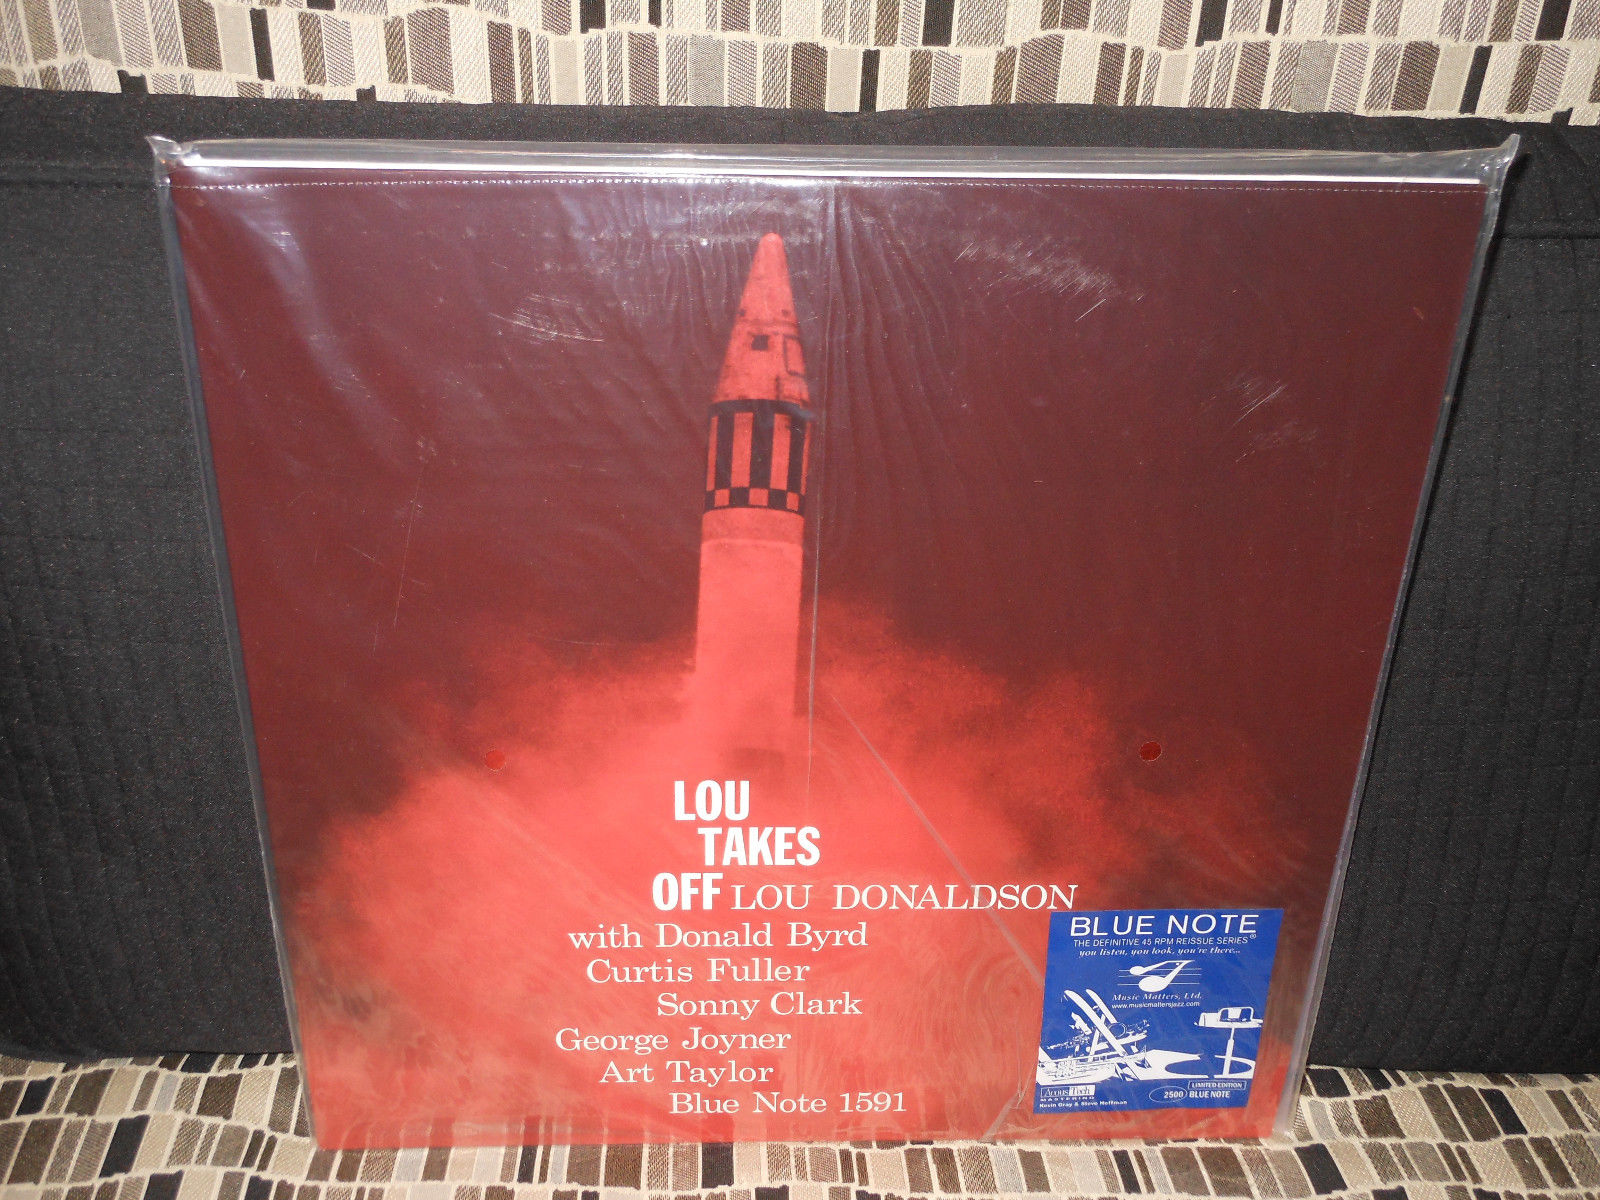 LOU
TAKES
OFF LOU DONALDSON
with Donald Byrd
Curtis Fuller
Sonny Clark
George Joyner
Art Taylor
Blue Note 1591
BLUE NOTE
THE DEFINITIVE 45 RPM REISSUE SERIES®
you listen, you look, you're there...
Music Matters, Ltd.
www.musicmattersjazz.com
AcousTech
MASTERING
Kevin Gray & Steve Hoffman
LIMITED EDITION
2500 BLUE NOTE